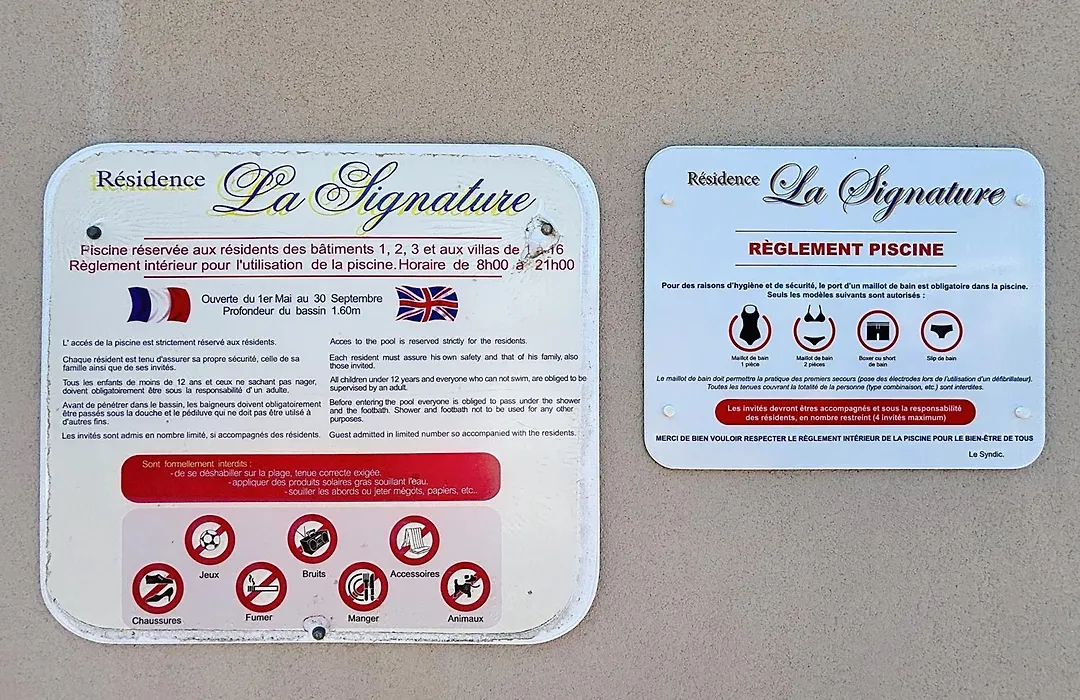 Résidence La Signature
Piscine réservée aux résidents des bâtiments 1, 2, 3 et aux villas de 1 à 16
Règlement intérieur pour l'utilisation de la piscine. Horaire de 8h00 à 21h00
Ouverte du 1er Mai au 30 Septembre
Profondeur du bassin 1.60m
L' accés de la piscine est strictement réservé aux résidents.
Chaque résident est tenu d'assurer sa propre sécurité, celle de sa
famille ainsi que de ses invités.
Tous les enfants de moins de 12 ans et ceux ne sachant pas nager,
doivent obligatoirement être sous la responsabilité d'un adulte.
Avant de pénétrer dans le bassin, les baigneurs doivent obligatoirement
être passés sous la douche et le pédiluve qui ne doit pas être utilisé à
d'autres fins.
Les invités sont admis en nombre limité, si accompagnés des résidents.
Acces to the pool is reserved strictly for the residents.
Each resident must assure his own safety and that of his family, also
those invited.
All children under 12 years and everyone who can not swim, are obliged to be
supervised by an adult.
Before entering the pool everyone is obliged to pass under the shower
and the footbath. Shower and footbath not to be used for any other
purposes.
Guest admitted in limited number so accompanied with the residents.
Sont formellement interdits :
- de se déshabiller sur la plage, tenue correcte exigée.
- appliquer des produits solaires gras souillant l'eau.
- souiller les abords ou jeter mégots, papiers, etc..
Jeux
Bruits
Accessoires
Chaussures
Fumer
Manger
Animaux
Résidence La Signature
RÈGLEMENT PISCINE
Pour des raisons d'hygiène et de sécurité, le port d'un maillot de bain est obligatoire dans la piscine.
Seuls les modèles suivants sont autorisés :
Maillot de bain
1 pièce
Maillot de bain
2 pièces
Boxer ou short
de bain
Slip de bain
Le maillot de bain doit permettre la pratique des premiers secours (pose des électrodes lors de l'utilisation d'un défibrillateur).
Toutes les tenues couvrant la totalité de la personne (type combinaison, etc.) sont interdites.
Les invités devront être accompagnés et sous la responsabilité
des résidents, en nombre restreint (4 invités maximum)
MERCI DE BIEN VOULOIR RESPECTER LE RÈGLEMENT INTÉRIEUR DE LA PISCINE POUR LE BIEN-ÊTRE DE TOUS
Le Syndic.